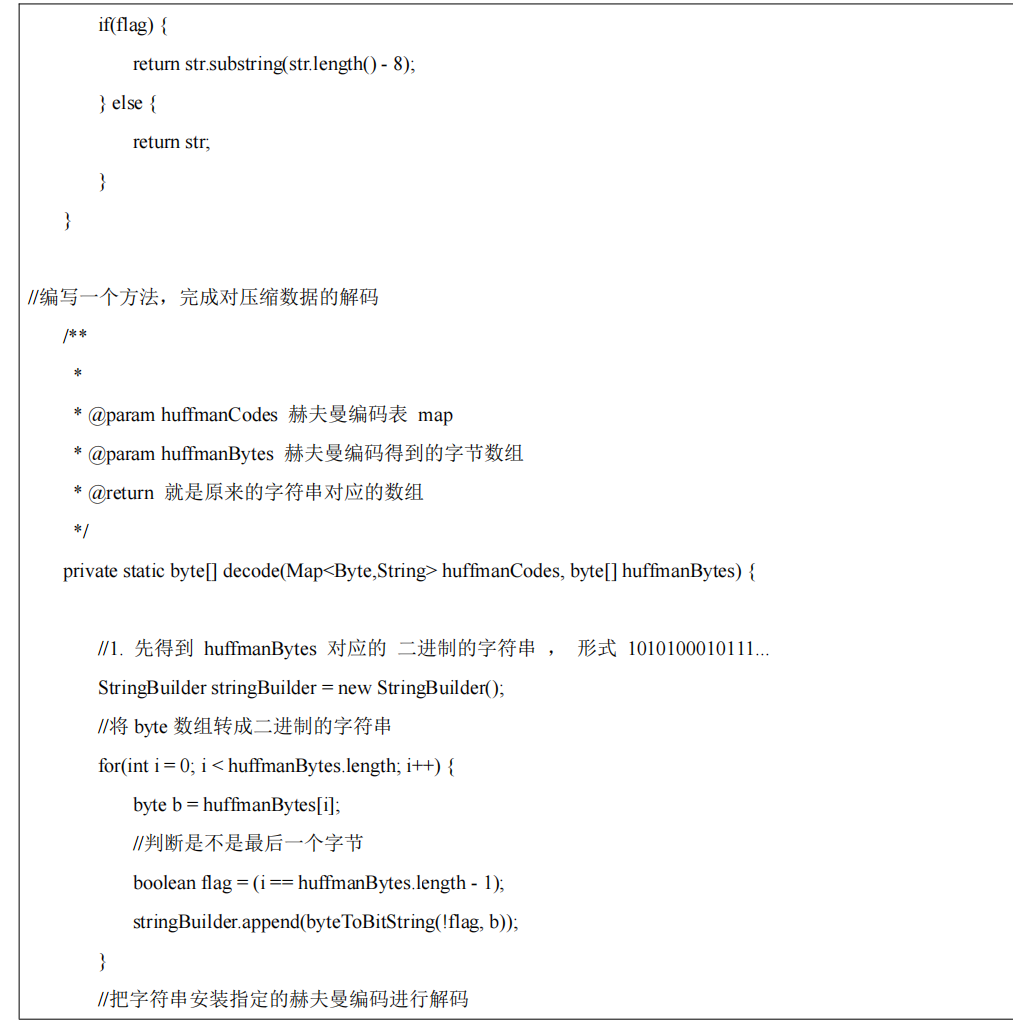 if(flag) {
return str.substring(str.length() - 8);
} else {
return str;
}
}
//编写一个方法，完成对压缩数据的解码
/**
*
* @param huffmanCodes 赫夫曼编码表 map
* @param huffmanBytes 赫夫曼编码得到的字节数组
* @return 就是原来的字符串对应的数组
*/
private static byte[] decode(Map<Byte,String> huffmanCodes, byte[] huffmanBytes) {
//1. 先得到 huffmanBytes 对应的 二进制的字符串 ， 形式 1010100010111...
StringBuilder stringBuilder = new StringBuilder();
//将 byte 数组转成二进制的字符串
for(int i = 0; i < huffmanBytes.length; i++) {
byte b = huffmanBytes[i];
//判断是不是最后一个字节
boolean flag = (i == huffmanBytes.length - 1);
stringBuilder.append(byteToBitString(!flag, b));
}
//把字符串安装指定的赫夫曼编码进行解码